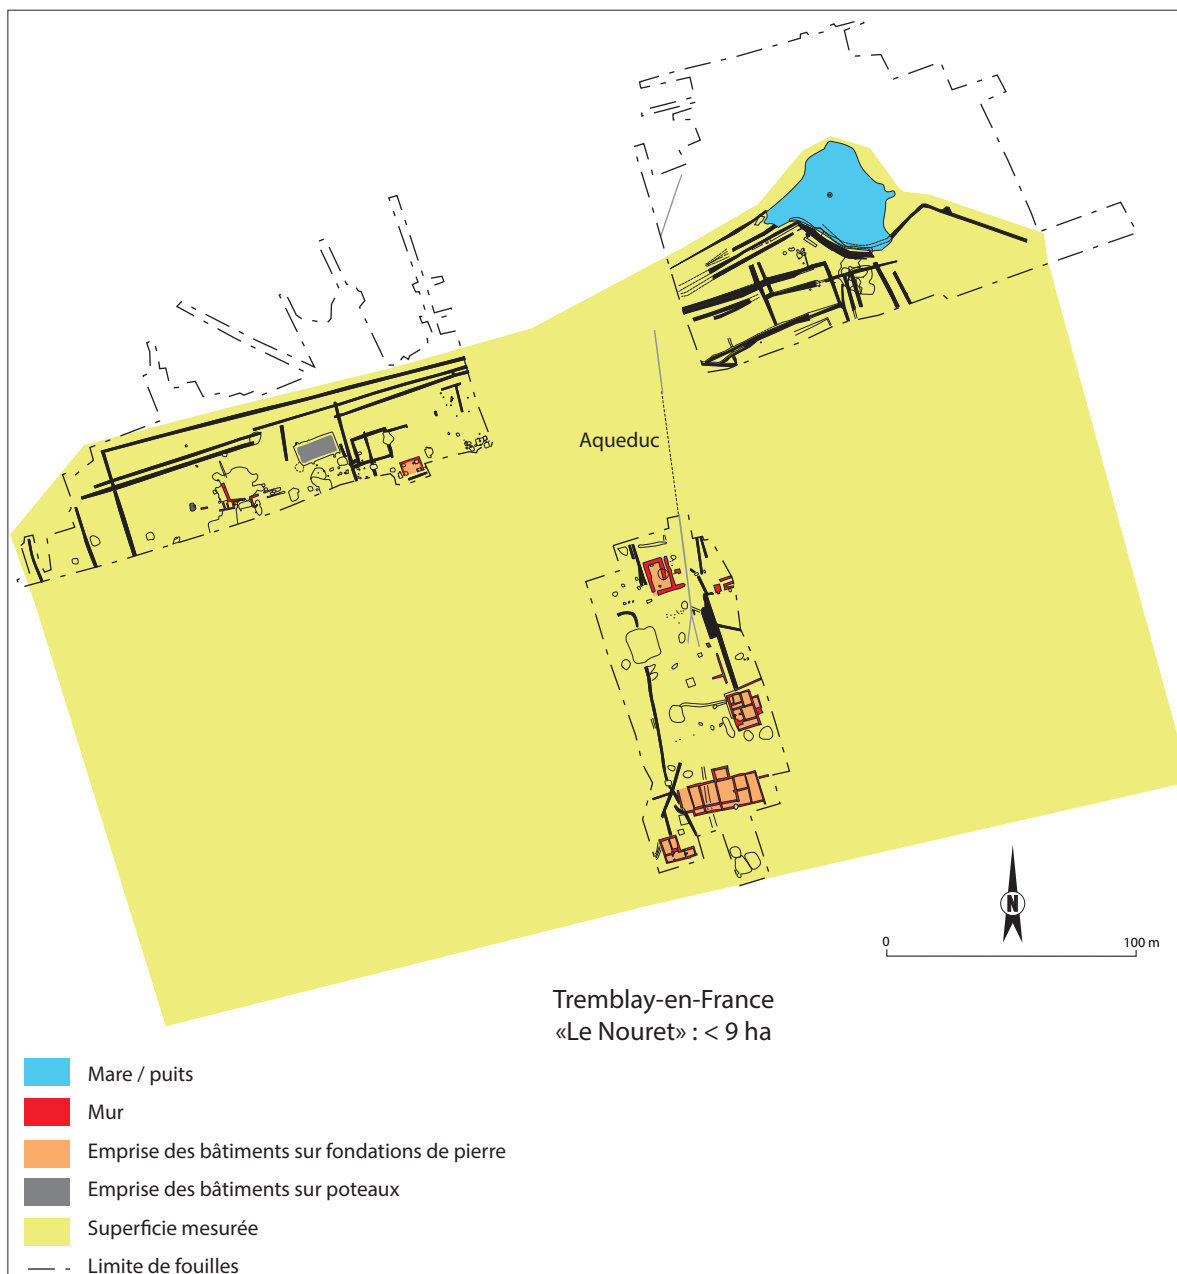 Aqueduc
N
0 100 m
Tremblay-en-France
«Le Nouret» : < 9 ha
Mare / puits
Mur
Emprise des bâtiments sur fondations de pierre
Emprise des bâtiments sur poteaux
Superficie mesurée
Limite de fouilles